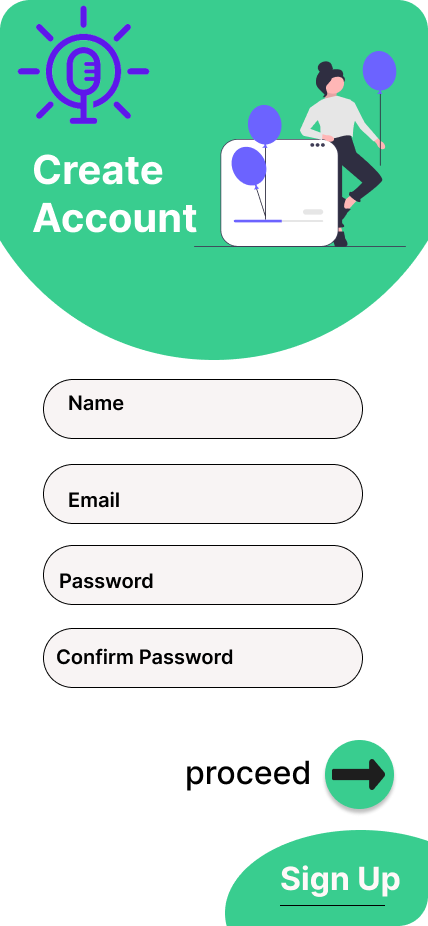 Create
Account
Name
Email
Password
Confirm Password
proceed
Sign Up